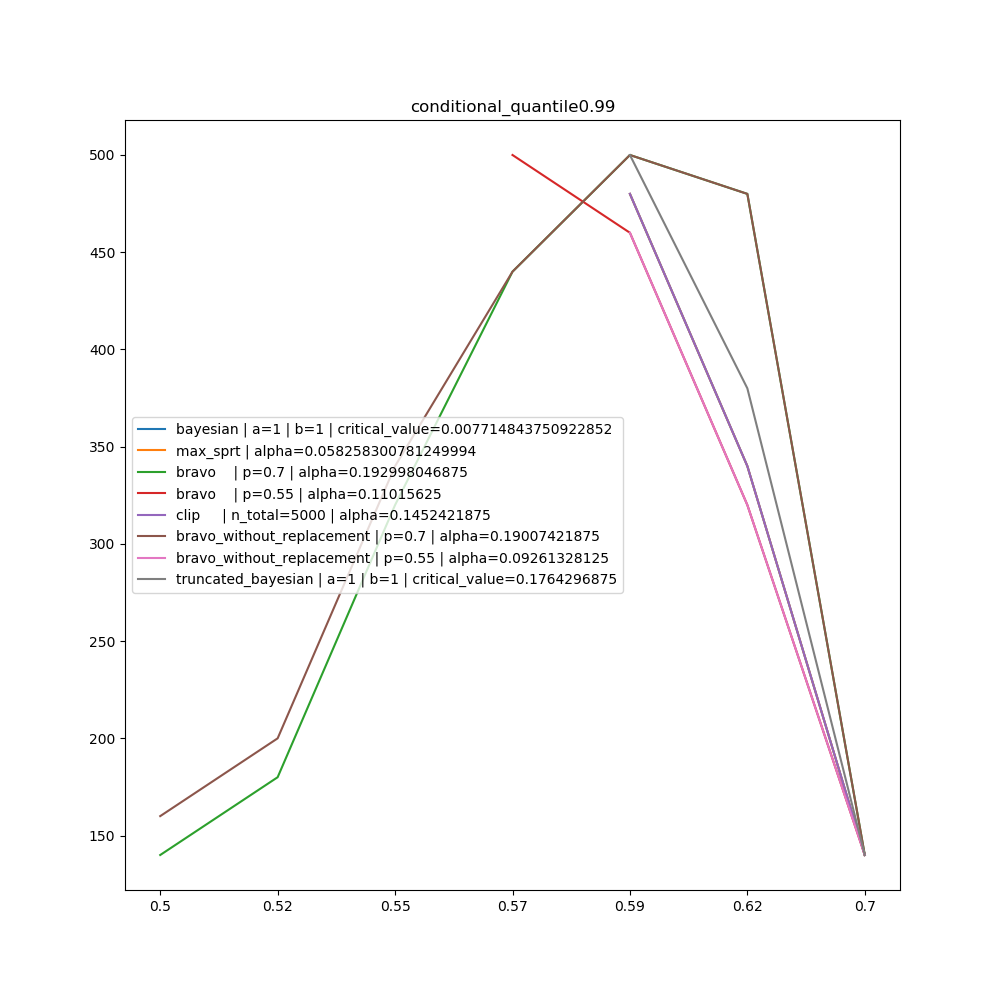 conditional_quantile0.99
500
450
400
350
300
250
200
150
bayesian | a=1 | b=1 | critical_value=0.007714843750922852
max_sprt | alpha=0.058258300781249994
bravo    | p=0.7 | alpha=0.192998046875
bravo    | p=0.55 | alpha=0.11015625
clip     | n_total=5000 | alpha=0.1452421875
bravo_without_replacement | p=0.7 | alpha=0.19007421875
bravo_without_replacement | p=0.55 | alpha=0.09261328125
truncated_bayesian | a=1 | b=1 | critical_value=0.1764296875
0.5 0.52 0.55 0.57 0.59 0.62 0.7